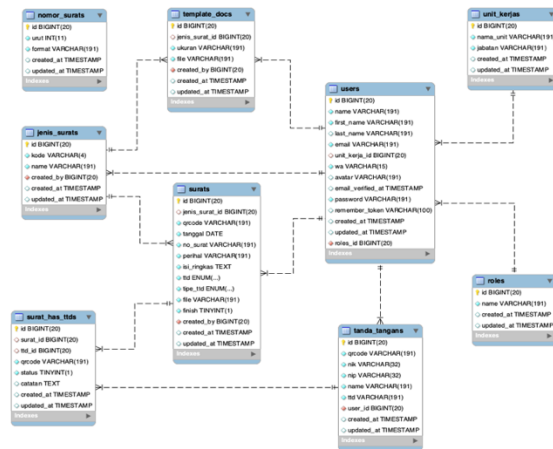 nomor_surats
id BIGINT(20)
urut INT(11)
format VARCHAR(191)
created_at TIMESTAMP
updated_at TIMESTAMP
Indexes
template_docs
id BIGINT(20)
jenis_surat_id BIGINT(20)
ukuran VARCHAR(191)
file VARCHAR(191)
created_by BIGINT(20)
created_at TIMESTAMP
updated_at TIMESTAMP
Indexes
unit_kerjas
id BIGINT(20)
nama_unit VARCHAR(191)
jabatan VARCHAR(191)
created_at TIMESTAMP
updated_at TIMESTAMP
Indexes
users
id BIGINT(20)
name VARCHAR(191)
first_name VARCHAR(191)
last_name VARCHAR(191)
email VARCHAR(191)
unit_kerja_id BIGINT(20)
wa VARCHAR(15)
avatar VARCHAR(191)
email_verified_at TIMESTAMP
password VARCHAR(191)
remember_token VARCHAR(100)
created_at TIMESTAMP
updated_at TIMESTAMP
roles_id BIGINT(20)
Indexes
jenis_surats
id BIGINT(20)
kode VARCHAR(4)
name VARCHAR(191)
created_by BIGINT(20)
created_at TIMESTAMP
updated_at TIMESTAMP
Indexes
surats
id BIGINT(20)
jenis_surat_id BIGINT(20)
qrcode VARCHAR(191)
tanggal DATE
no_surat VARCHAR(191)
perihal VARCHAR(191)
isi_ringkas TEXT
ttd ENUM(...)
tipe_ttd ENUM(...)
file VARCHAR(191)
finish TINYINT(1)
created_by BIGINT(20)
created_at TIMESTAMP
updated_at TIMESTAMP
Indexes
roles
id BIGINT(20)
name VARCHAR(191)
created_at TIMESTAMP
updated_at TIMESTAMP
Indexes
surat_has_ttds
id BIGINT(20)
surat_id BIGINT(20)
ttd_id BIGINT(20)
qrcode VARCHAR(191)
status TINYINT(1)
catatan TEXT
created_at TIMESTAMP
updated_at TIMESTAMP
Indexes
tanda_tangans
id BIGINT(20)
qrcode VARCHAR(191)
nik VARCHAR(32)
nip VARCHAR(32)
name VARCHAR(191)
ttd VARCHAR(191)
user_id BIGINT(20)
created_at TIMESTAMP
updated_at TIMESTAMP
Indexes